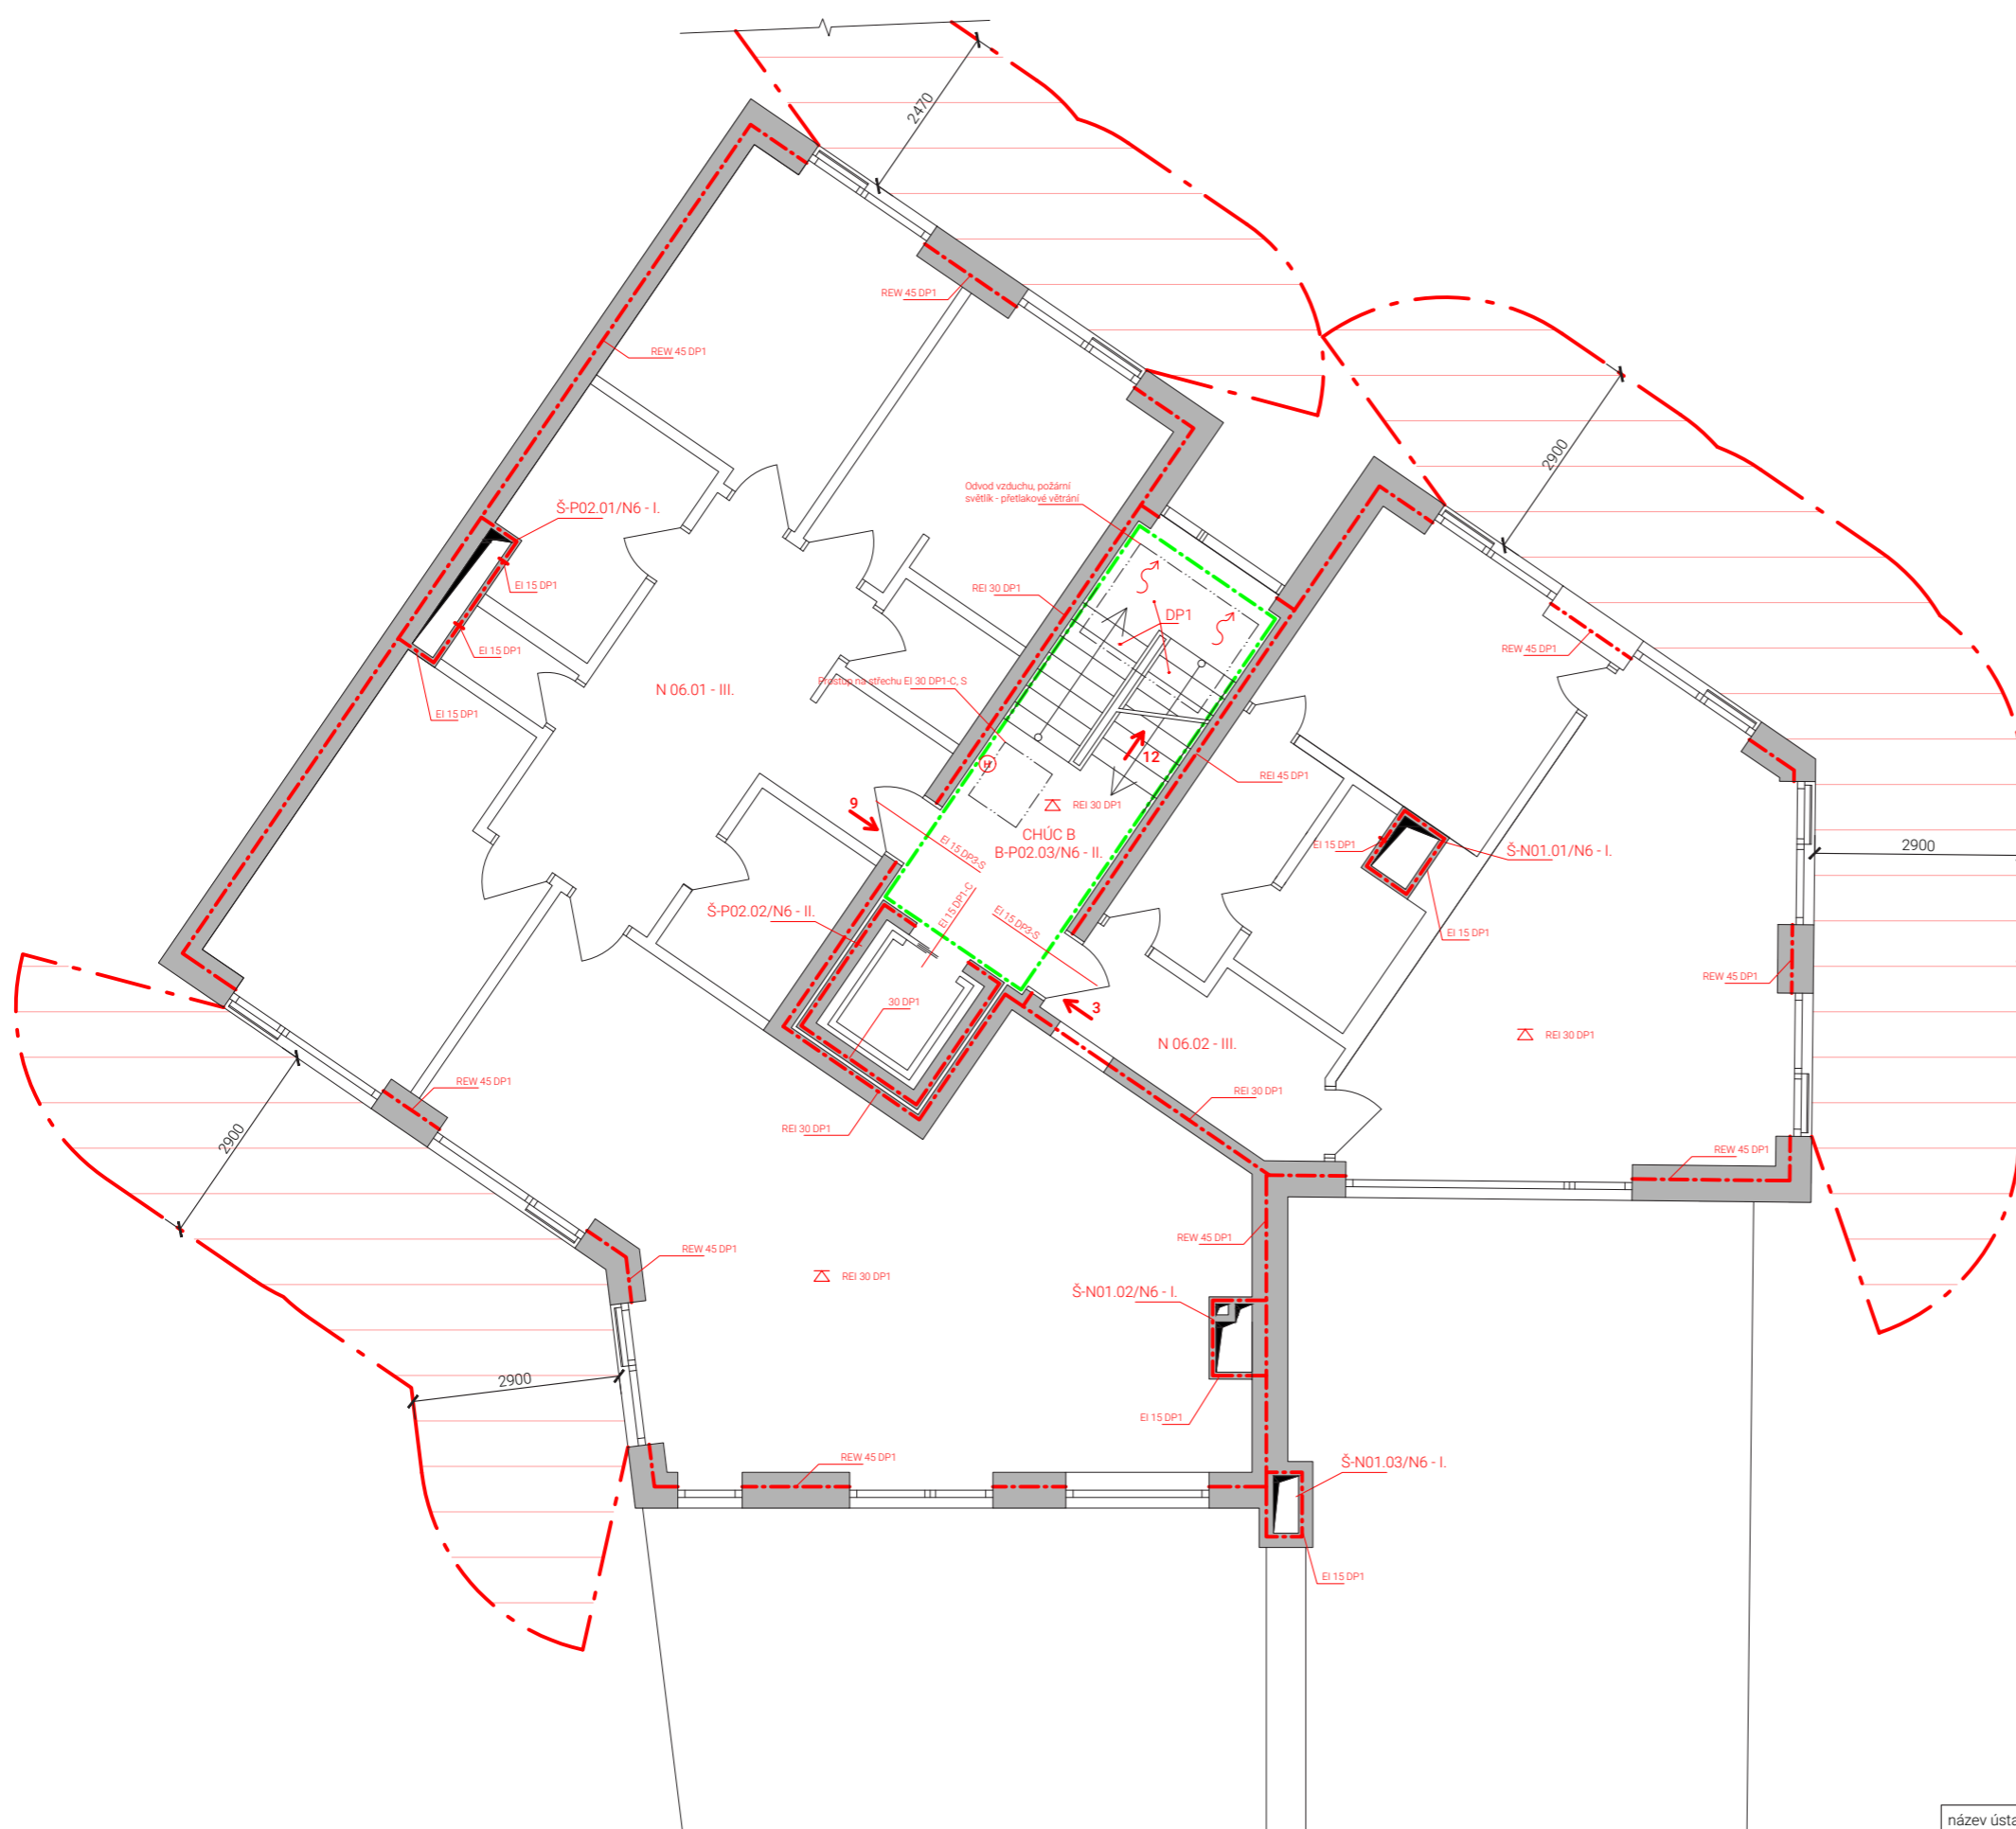 2470
REW 45 DP1
REW 45 DP1
2900
Odvod vzduchu, požární
světlík - přetlakové větrání
Š-P02.01/N6 - I.
EI 15 DP1
REI 30 DP1
DP1
EI 15 DP1
REW 45 DP1
N 06.01 - III.
Prostup na střechu EI 30 DP1-C, S
EI 15 DP1
12
REI 45 DP1
H
9
REI 30 DP1
CHÚC B
B-P02.03/N6 - II.
EI 15 DP3-S
EI 15 DP1
Š-N01.01/N6 - I.
2900
EI 15 DP1-C
Š-P02.02/N6 - II.
EI 15 DP3-S
EI 15 DP1
REW 45 DP1
30 DP1
3
REI 30 DP1
N 06.02 - III.
REW 45 DP1
REI 30 DP1
2900
REI 30 DP1
REW 45 DP1
REW 45 DP1
REW 45 DP1
REI 30 DP1
Š-N01.02/N6 - I.
2900
EI 15 DP1
REW 45 DP1
Š-N01.03/N6 - I.
EI 15 DP1
název ústa